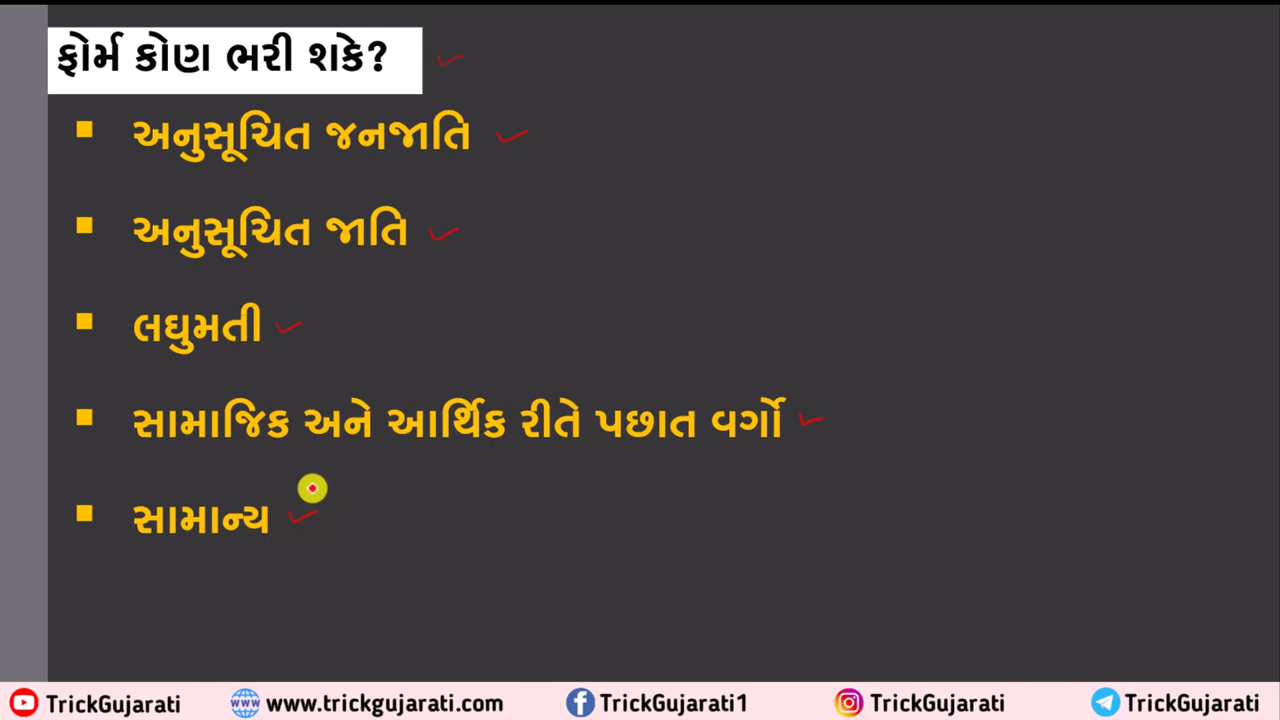 ફોર્મ કોણ ભરી શકે?
અનુસૂચિત જનજાતિ
અનુસૂચિત જાતિ
લઘુમતી
સામાજિક અને આર્થિક રીતે પછાત વર્ગો
સામાન્ય
TrickGujarati www.trickgujarati.com TrickGujarati1 TrickGujarati TrickGujarati